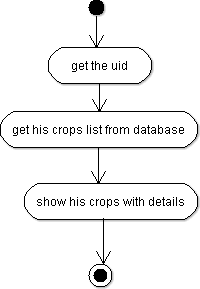 get the uid
get his crops list from database
show his crops with details